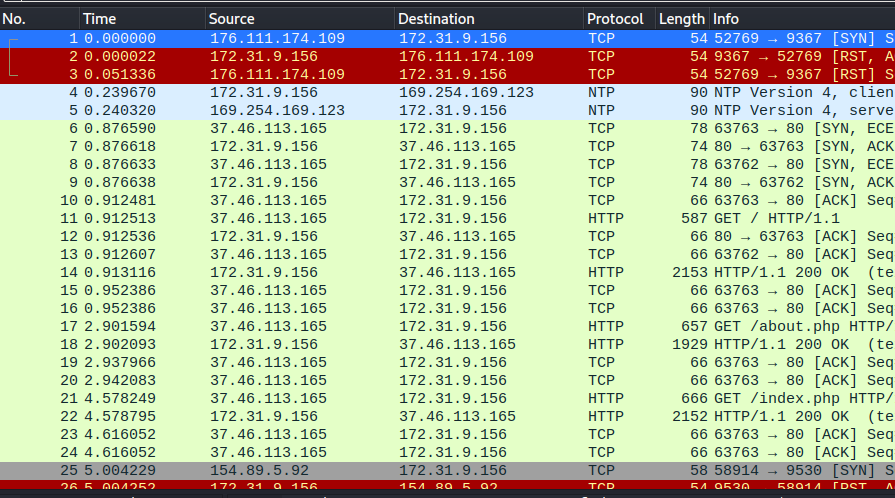 No. Time Source Destination Protocol Length Info
1 0.000000 176.111.174.109 172.31.9.156 TCP 54 52769 → 9367 [SYN] S
2 0.000022 172.31.9.156 176.111.174.109 TCP 54 9367 → 52769 [RST, A
3 0.051336 176.111.174.109 172.31.9.156 TCP 54 52769 → 9367 [RST] S
4 0.239670 172.31.9.156 169.254.169.123 NTP 90 NTP Version 4, clien
5 0.240320 169.254.169.123 172.31.9.156 NTP 90 NTP Version 4, serve
6 0.876590 37.46.113.165 172.31.9.156 TCP 78 63763 → 80 [SYN, ECE
7 0.876618 172.31.9.156 37.46.113.165 TCP 74 80 → 63763 [SYN, ACK
8 0.876633 37.46.113.165 172.31.9.156 TCP 78 63762 → 80 [SYN, ECE
9 0.876638 172.31.9.156 37.46.113.165 TCP 74 80 → 63762 [SYN, ACK
10 0.912481 37.46.113.165 172.31.9.156 TCP 66 63763 → 80 [ACK] Seq
11 0.912513 37.46.113.165 172.31.9.156 HTTP 587 GET / HTTP/1.1
12 0.912536 172.31.9.156 37.46.113.165 TCP 66 80 → 63763 [ACK] Seq
13 0.912607 37.46.113.165 172.31.9.156 TCP 66 63762 → 80 [ACK] Seq
14 0.913116 172.31.9.156 37.46.113.165 HTTP 2153 HTTP/1.1 200 OK (te
15 0.952386 37.46.113.165 172.31.9.156 TCP 66 63763 → 80 [ACK] Seq
16 0.952386 37.46.113.165 172.31.9.156 TCP 66 63763 → 80 [ACK] Seq
17 2.901594 37.46.113.165 172.31.9.156 HTTP 657 GET /about.php HTTP/
18 2.902093 172.31.9.156 37.46.113.165 HTTP 1929 HTTP/1.1 200 OK (te
19 2.937966 37.46.113.165 172.31.9.156 TCP 66 63763 → 80 [ACK] Seq
20 2.942083 37.46.113.165 172.31.9.156 TCP 66 63763 → 80 [ACK] Seq
21 4.578249 37.46.113.165 172.31.9.156 HTTP 666 GET /index.php HTTP/
22 4.578795 172.31.9.156 37.46.113.165 HTTP 2152 HTTP/1.1 200 OK (te
23 4.616052 37.46.113.165 172.31.9.156 TCP 66 63763 → 80 [ACK] Seq
24 4.616052 37.46.113.165 172.31.9.156 TCP 66 63763 → 80 [ACK] Seq
25 5.004229 154.89.5.92 172.31.9.156 TCP 58 58914 → 9530 [SYN] S
26 5.004252 172.31.9.156 154.89.5.92 TCP 54 9530 → 58914 [RST, A